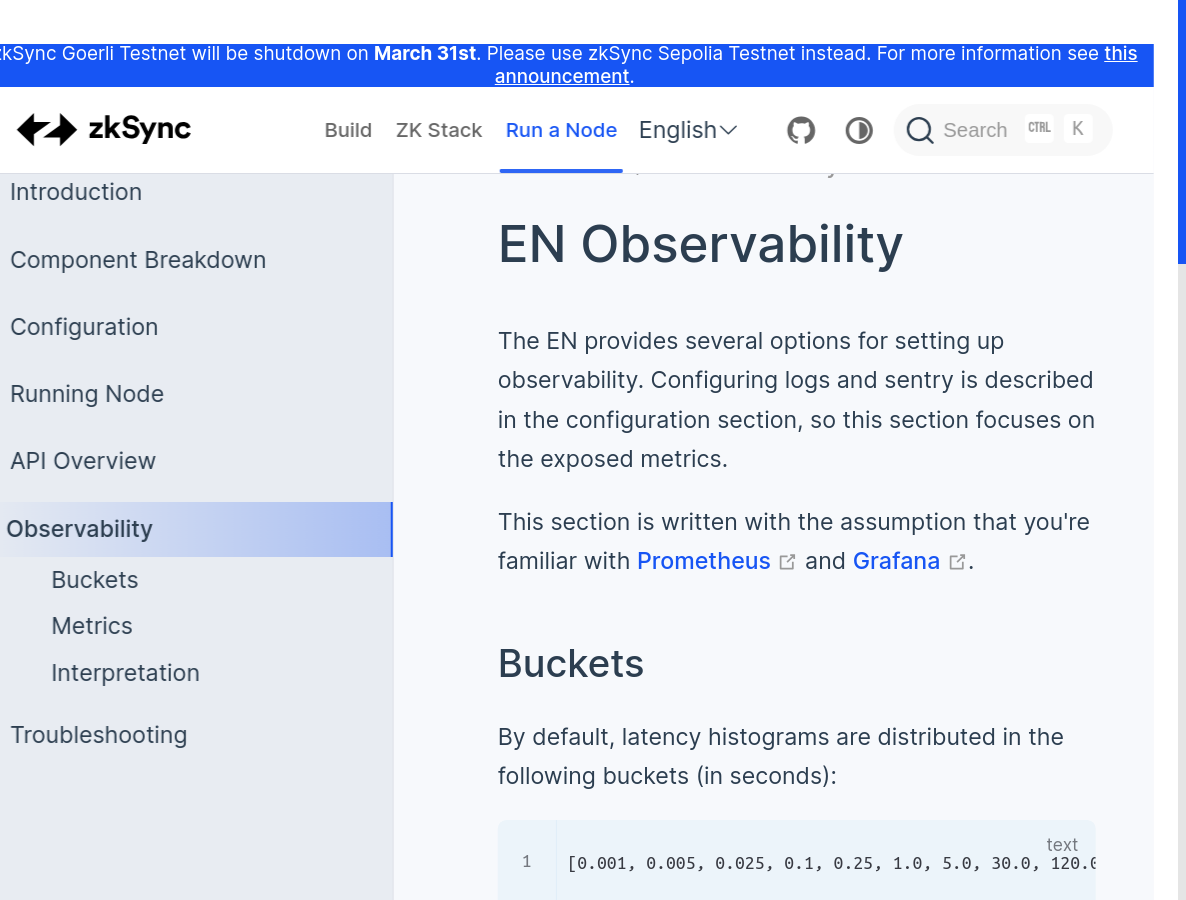 zkSync Goerli Testnet will be shutdown on March 31st. Please use zkSync Sepolia Testnet instead. For more information see this
announcement.
zkSync
Build
ZK Stack
Run a Node
English
Search
CTRL
K
Introduction
Component Breakdown
Configuration
Running Node
API Overview
Observability
Buckets
Metrics
Interpretation
Troubleshooting
EN Observability
The EN provides several options for setting up
observability. Configuring logs and sentry is described
in the configuration section, so this section focuses on
the exposed metrics.
This section is written with the assumption that you're
familiar with Prometheus and Grafana.
Buckets
By default, latency histograms are distributed in the
following buckets (in seconds):
text
1
[0.001, 0.005, 0.025, 0.1, 0.25, 1.0, 5.0, 30.0, 120.0